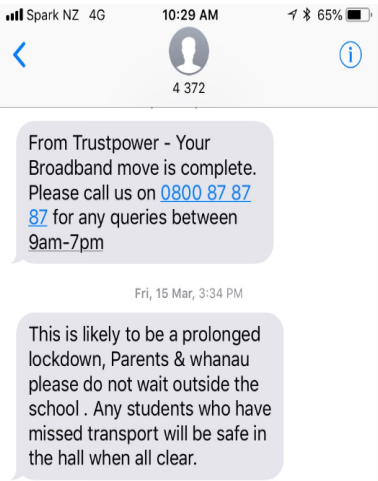 Spark NZ 4G 10:29 AM 65%
4 372
From Trustpower - Your
Broadband move is complete.
Please call us on 0800 87 87
87 for any queries between
9am-7pm
Fri, 15 Mar, 3:34 PM
This is likely to be a prolonged
lockdown, Parents & whanau
please do not wait outside the
school . Any students who have
missed transport will be safe in
the hall when all clear.